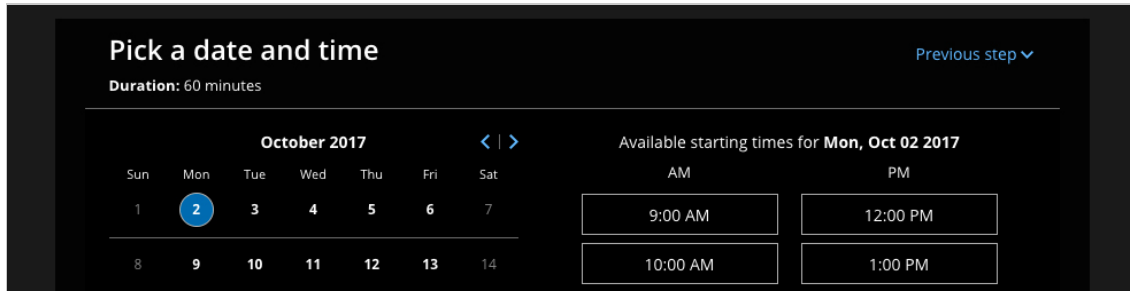 Pick a date and time
Previous step
Duration: 60 minutes
October 2017
Sun Mon Tue Wed Thu Fri Sat
1 2 3 4 5 6 7
8 9 10 11 12 13 14
Available starting times for Mon, Oct 02 2017
AM PM
9:00 AM 12:00 PM
10:00 AM 1:00 PM